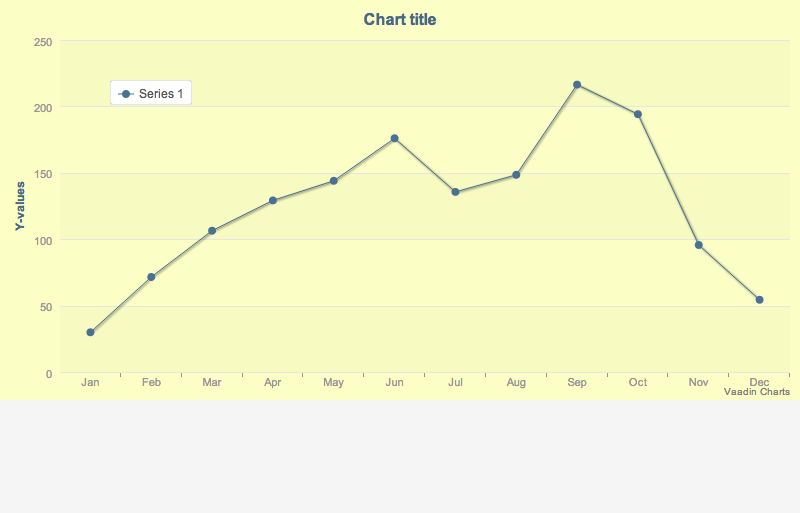 Chart title
250
Series 1
200
150
Y-values
100
50
0
Jan Feb Mar Apr May Jun Jul Aug Sep Oct Nov Dec
Vaadin Charts